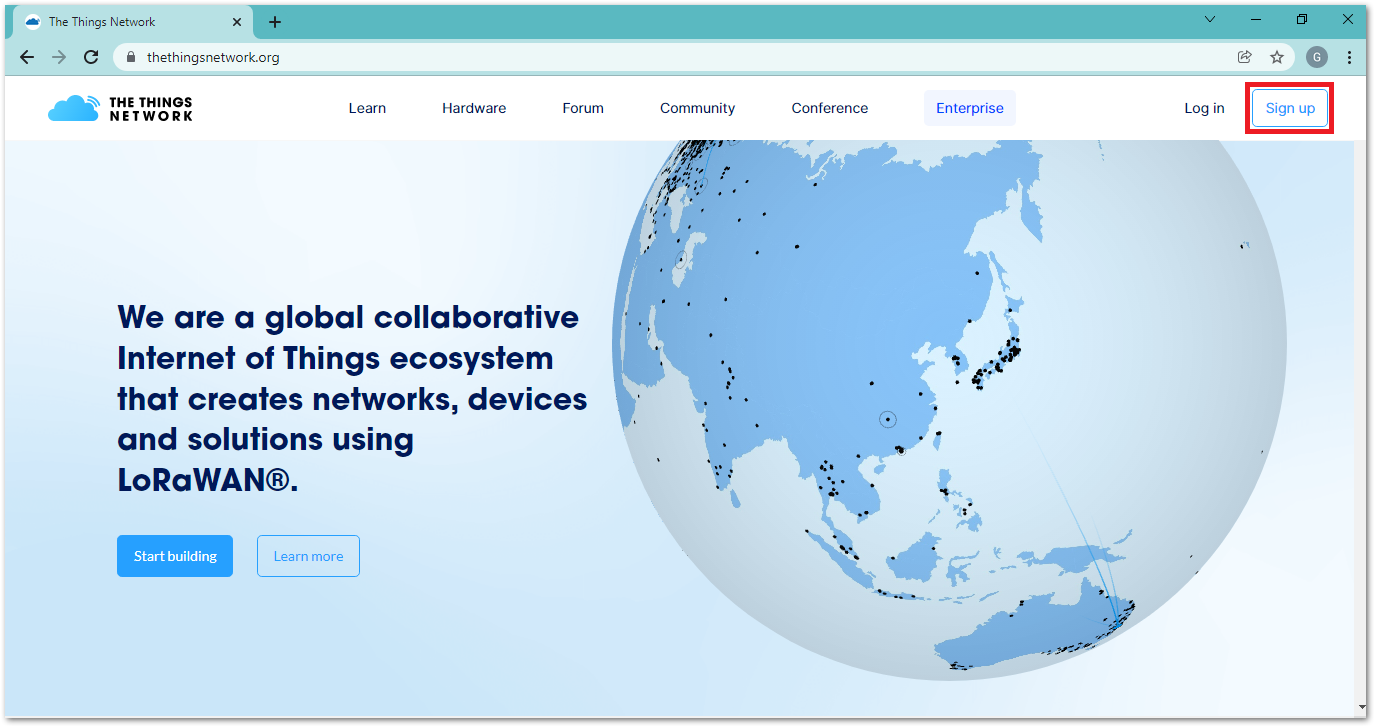 The Things Network
thethingsnetwork.org
G
THE THINGS
NETWORK
Learn
Hardware
Forum
Community
Conference
Enterprise
Log in
Sign up
We are a global collaborative
Internet of Things ecosystem
that creates networks, devices
and solutions using
LoRaWAN®.
Start building
Learn more